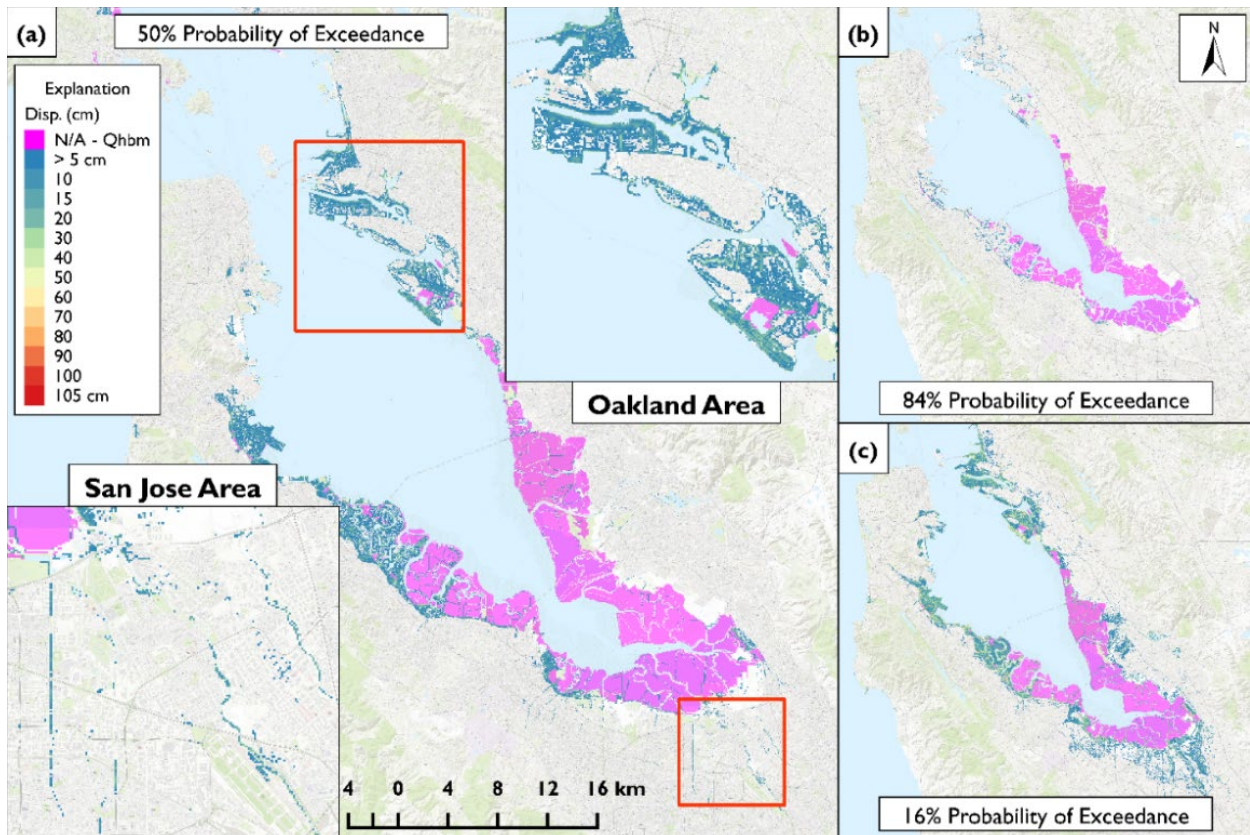 (a)
50% Probability of Exceedance
Explanation
Disp. (cm)
N/A - Qhbm
> 5 cm
10
15
20
30
40
50
60
70
80
90
100
105 cm
San Jose Area
Oakland Area
4 0 4 8 12 16 km
(b)
N
84% Probability of Exceedance
(c)
16% Probability of Exceedance